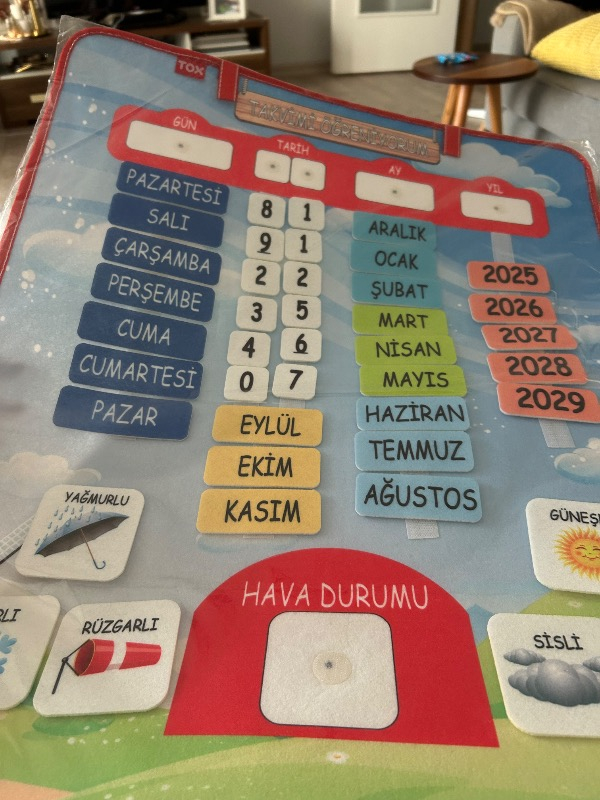 TOX
TAKVİMİ ÖĞRENİYORUM
GÜN
TARİH
AY
YIL
PAZARTESİ
SALI
ÇARŞAMBA
PERŞEMBE
CUMA
CUMARTESİ
PAZAR
8 1
9 1
2 2
3 5
4 6
0 7
EYLÜL
EKİM
KASIM
ARALIK
OCAK
ŞUBAT
MART
NİSAN
MAYIS
HAZİRAN
TEMMUZ
AĞUSTOS
2025
2026
2027
2028
2029
YAĞMURLU
RÜZGARLI
HAVA DURUMU
SİSLİ